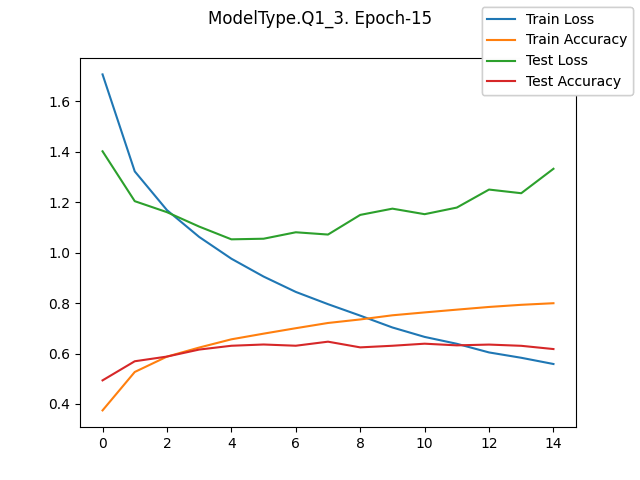 ModelType.Q1_3. Epoch-15
Train Loss
Train Accuracy
Test Loss
Test Accuracy
1.6
1.4
1.2
1.0
0.8
0.6
0.4
0 2 4 6 8 10 12 14